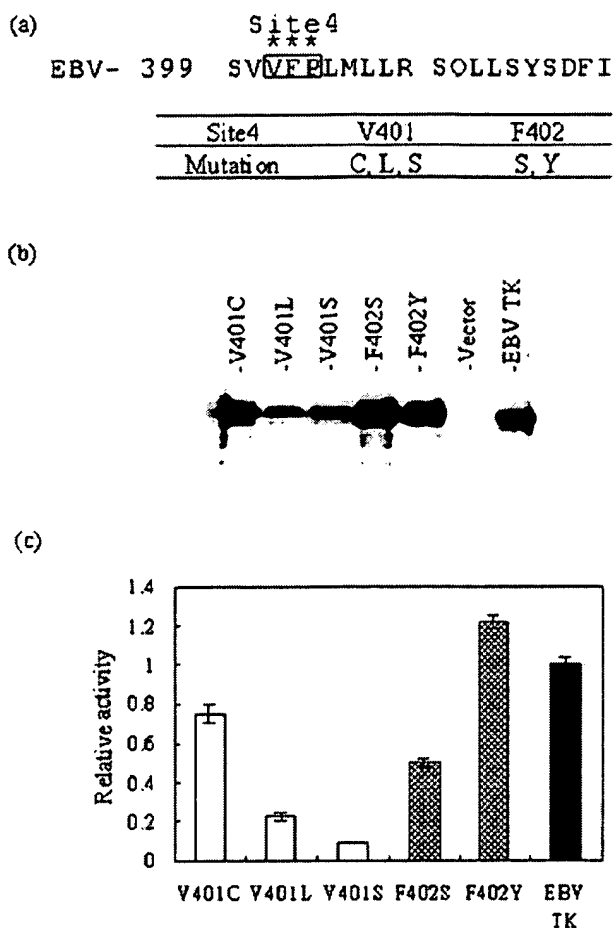 (a)
Site4
***
EBV- 399 SVVFPLMLLR SQLLSYSDFI
Site4 V401 F402
Mutation C, L, S S, Y
(b)
-V401C
-V401L
-V401S
-F402S
-F402Y
-Vector
-EBV TK
(c)
Relative activity
1.4
1.2
1
0.8
0.6
0.4
0.2
0
V401C V401L V401S F402S F402Y EBV
TK